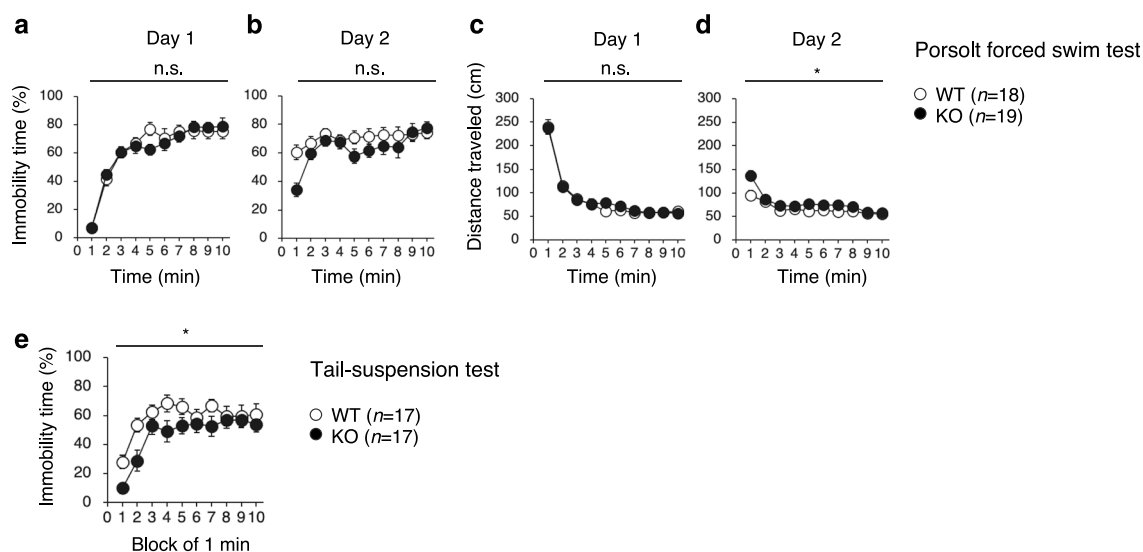 a
Day 1
n.s.
Immobility time (%)
100
80
60
40
20
0
0 1 2 3 4 5 6 7 8 9 10
Time (min)
b
Day 2
n.s.
100
80
60
40
20
0
0 1 2 3 4 5 6 7 8 9 10
Time (min)
c
Day 1
n.s.
Distance traveled (cm)
300
250
200
150
100
50
0
0 1 2 3 4 5 6 7 8 9 10
Time (min)
d
Day 2
*
300
250
200
150
100
50
0
0 1 2 3 4 5 6 7 8 9 10
Time (min)
Porsolt forced swim test
WT (n=18)
KO (n=19)
e
*
Immobility time (%)
100
80
60
40
20
0
0 1 2 3 4 5 6 7 8 9 10
Block of 1 min
Tail-suspension test
WT (n=17)
KO (n=17)